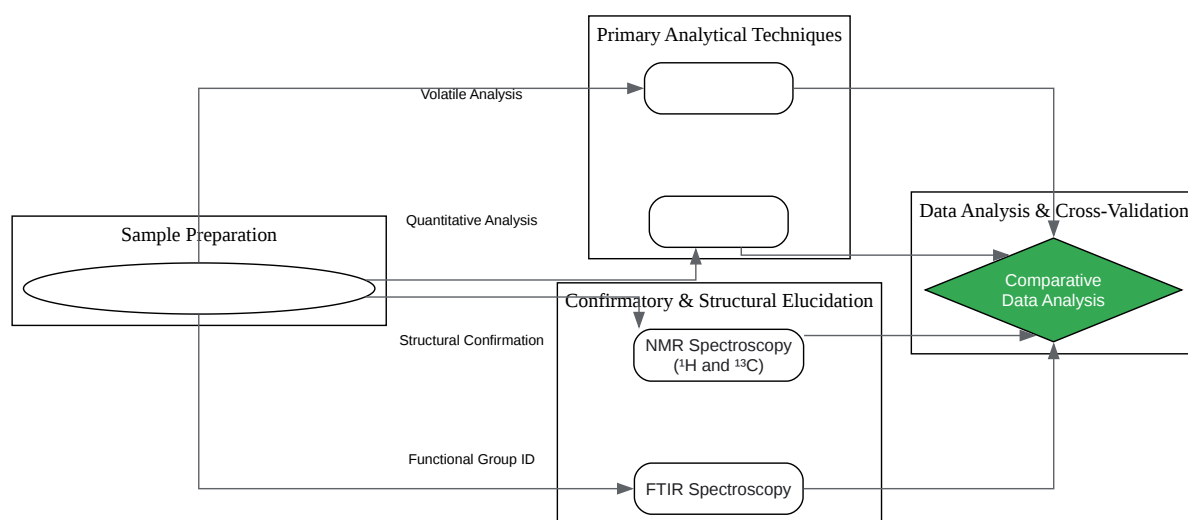 Primary Analytical Techniques
Volatile Analysis
Sample Preparation
Quantitative Analysis
Data Analysis & Cross-Validation
Comparative
Data Analysis
Confirmatory & Structural Elucidation
Structural Confirmation
NMR Spectroscopy
(¹H and ¹³C)
Functional Group ID
FTIR Spectroscopy